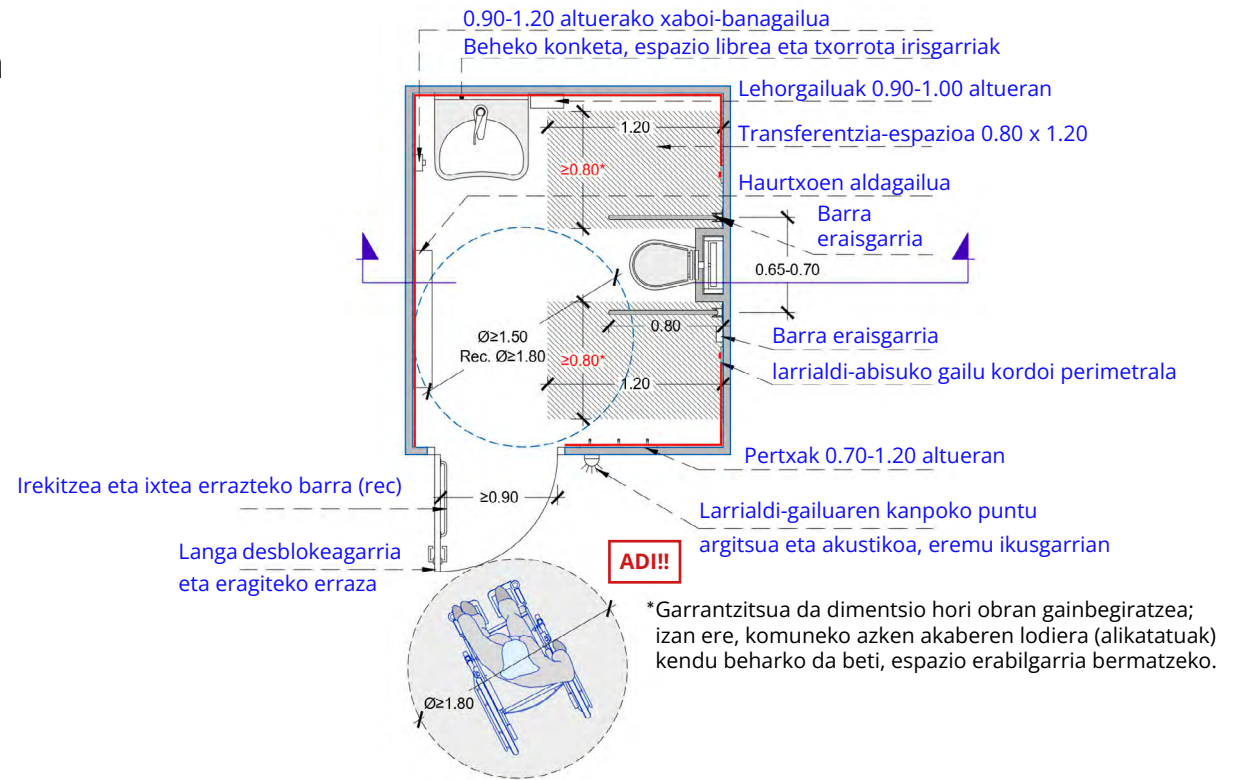 0.90-1.20 altuerako xaboi-banagailua
Beheko konketa, espazio librea eta txorrota irisgarriak
Lehorgailuak 0.90-1.00 altueran
1.20
Transferentzia-espazioa 0.80 x 1.20
≥0.80*
Haurtxoen aldagailua
Barra
eraisgarria
0.65-0.70
Ø≥1.50
Rec. Ø≥1.80
0.80
≥0.80*
1.20
Barra eraisgarria
larrialdi-abisuko gailu kordoi perimetrala
Pertxak 0.70-1.20 altueran
Irekitzea eta ixtea errazteko barra (rec)
≥0.90
Larrialdi-gailuaren kanpoko puntu
argitsua eta akustikoa, eremu ikusgarrian
Langa desblokeagarria
eta eragiteko erraza
ADI!!
*Garrantzitsua da dimentsio hori obran gainbegiratzea;
izan ere, komuneko azken akaberen lodiera (alikatatuak)
kendu beharko da beti, espazio erabilgarria bermatzeko.
Ø≥1.80